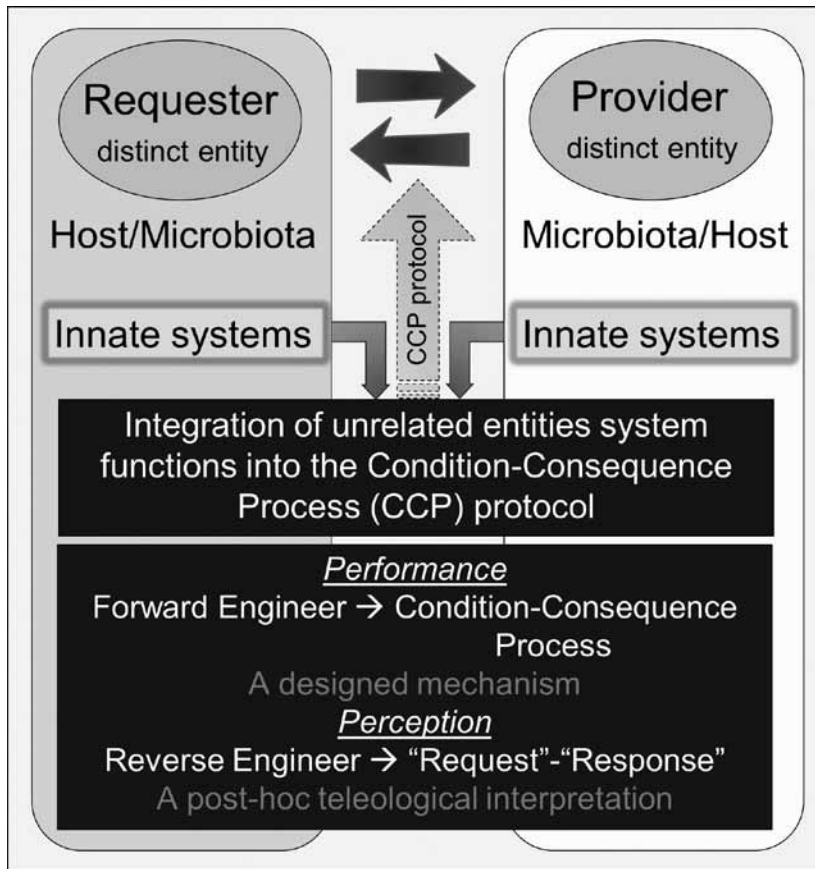 Requester
distinct entity
Provider
distinct entity
Host/Microbiota
Microbiota/Host
CCP protocol
Innate systems
Innate systems
Integration of unrelated entities system
functions into the Condition-Consequence
Process (CCP) protocol
Performance
Forward Engineer → Condition-Consequence
Process
A designed mechanism
Perception
Reverse Engineer → “Request”-“Response”
A post-hoc teleological interpretation